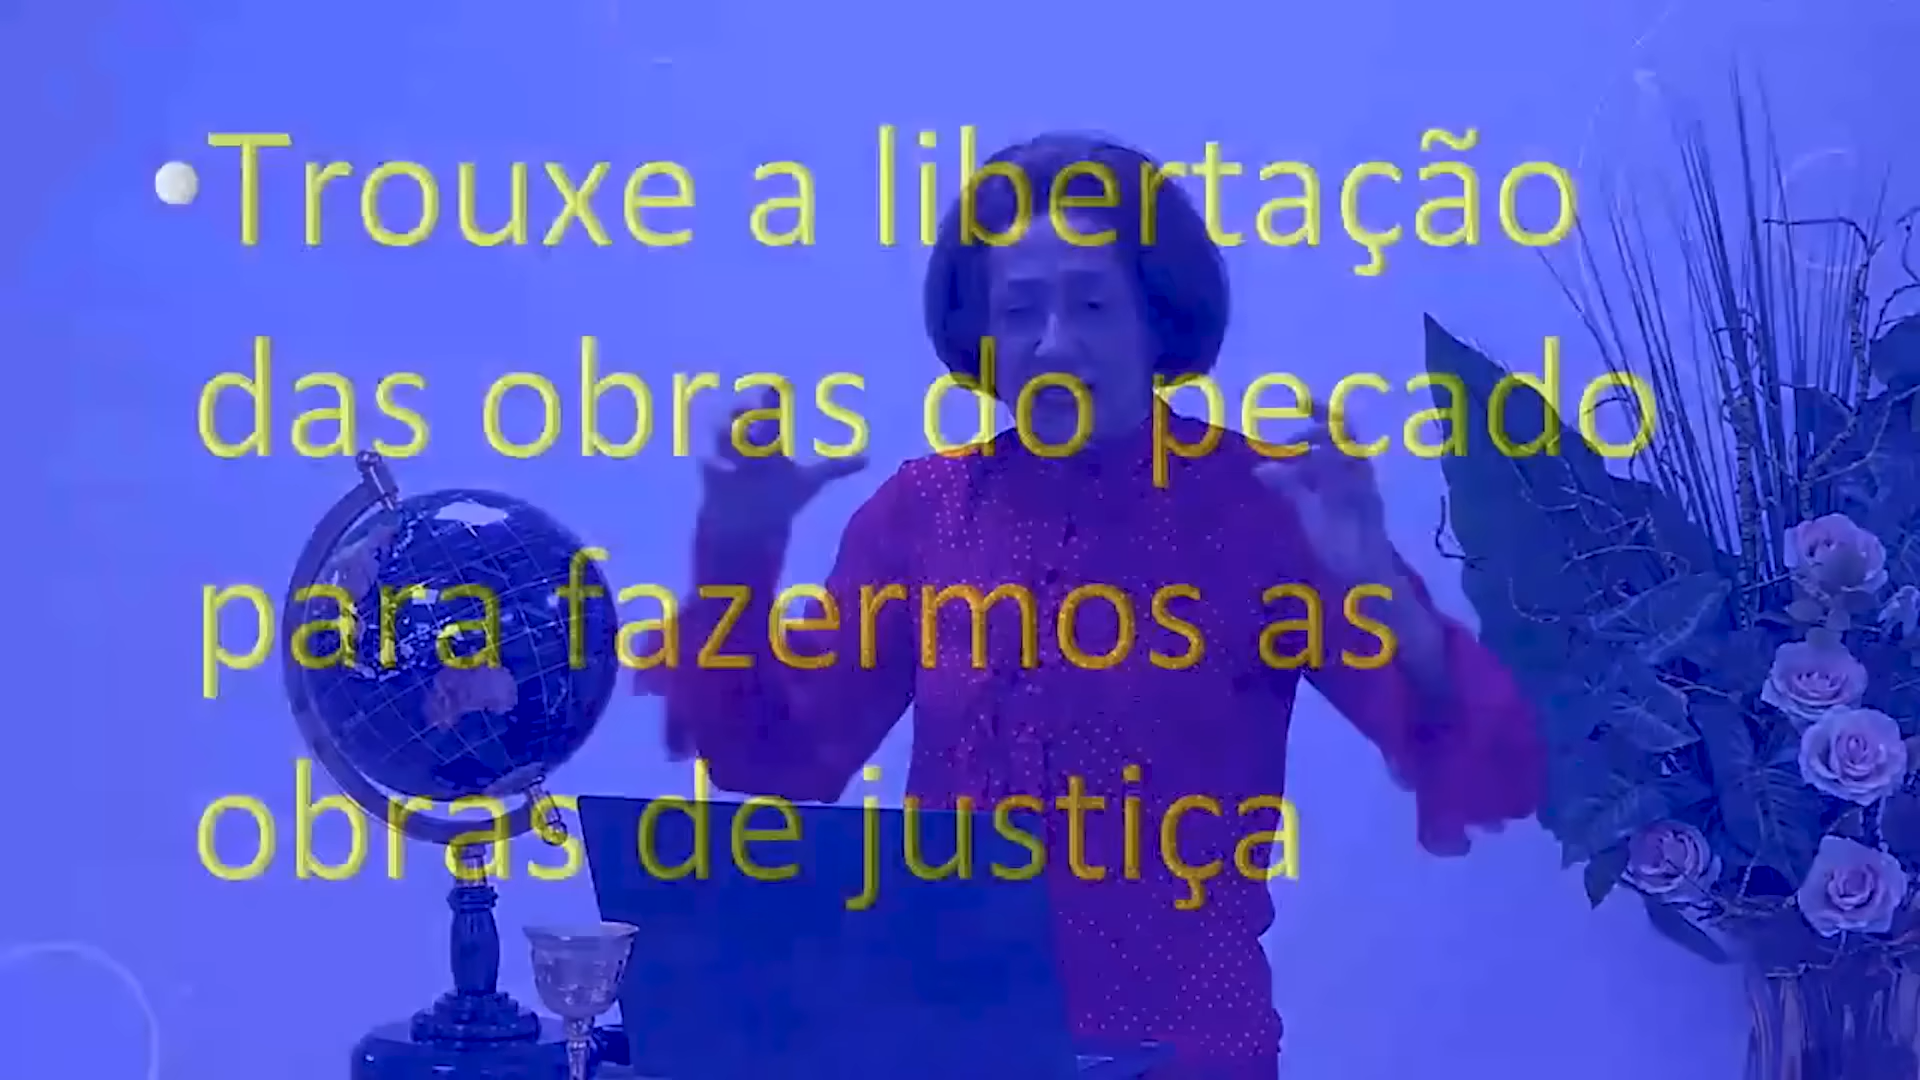 •Trouxe a libertação
das obras do pecado
para fazermos as
obras de justiça